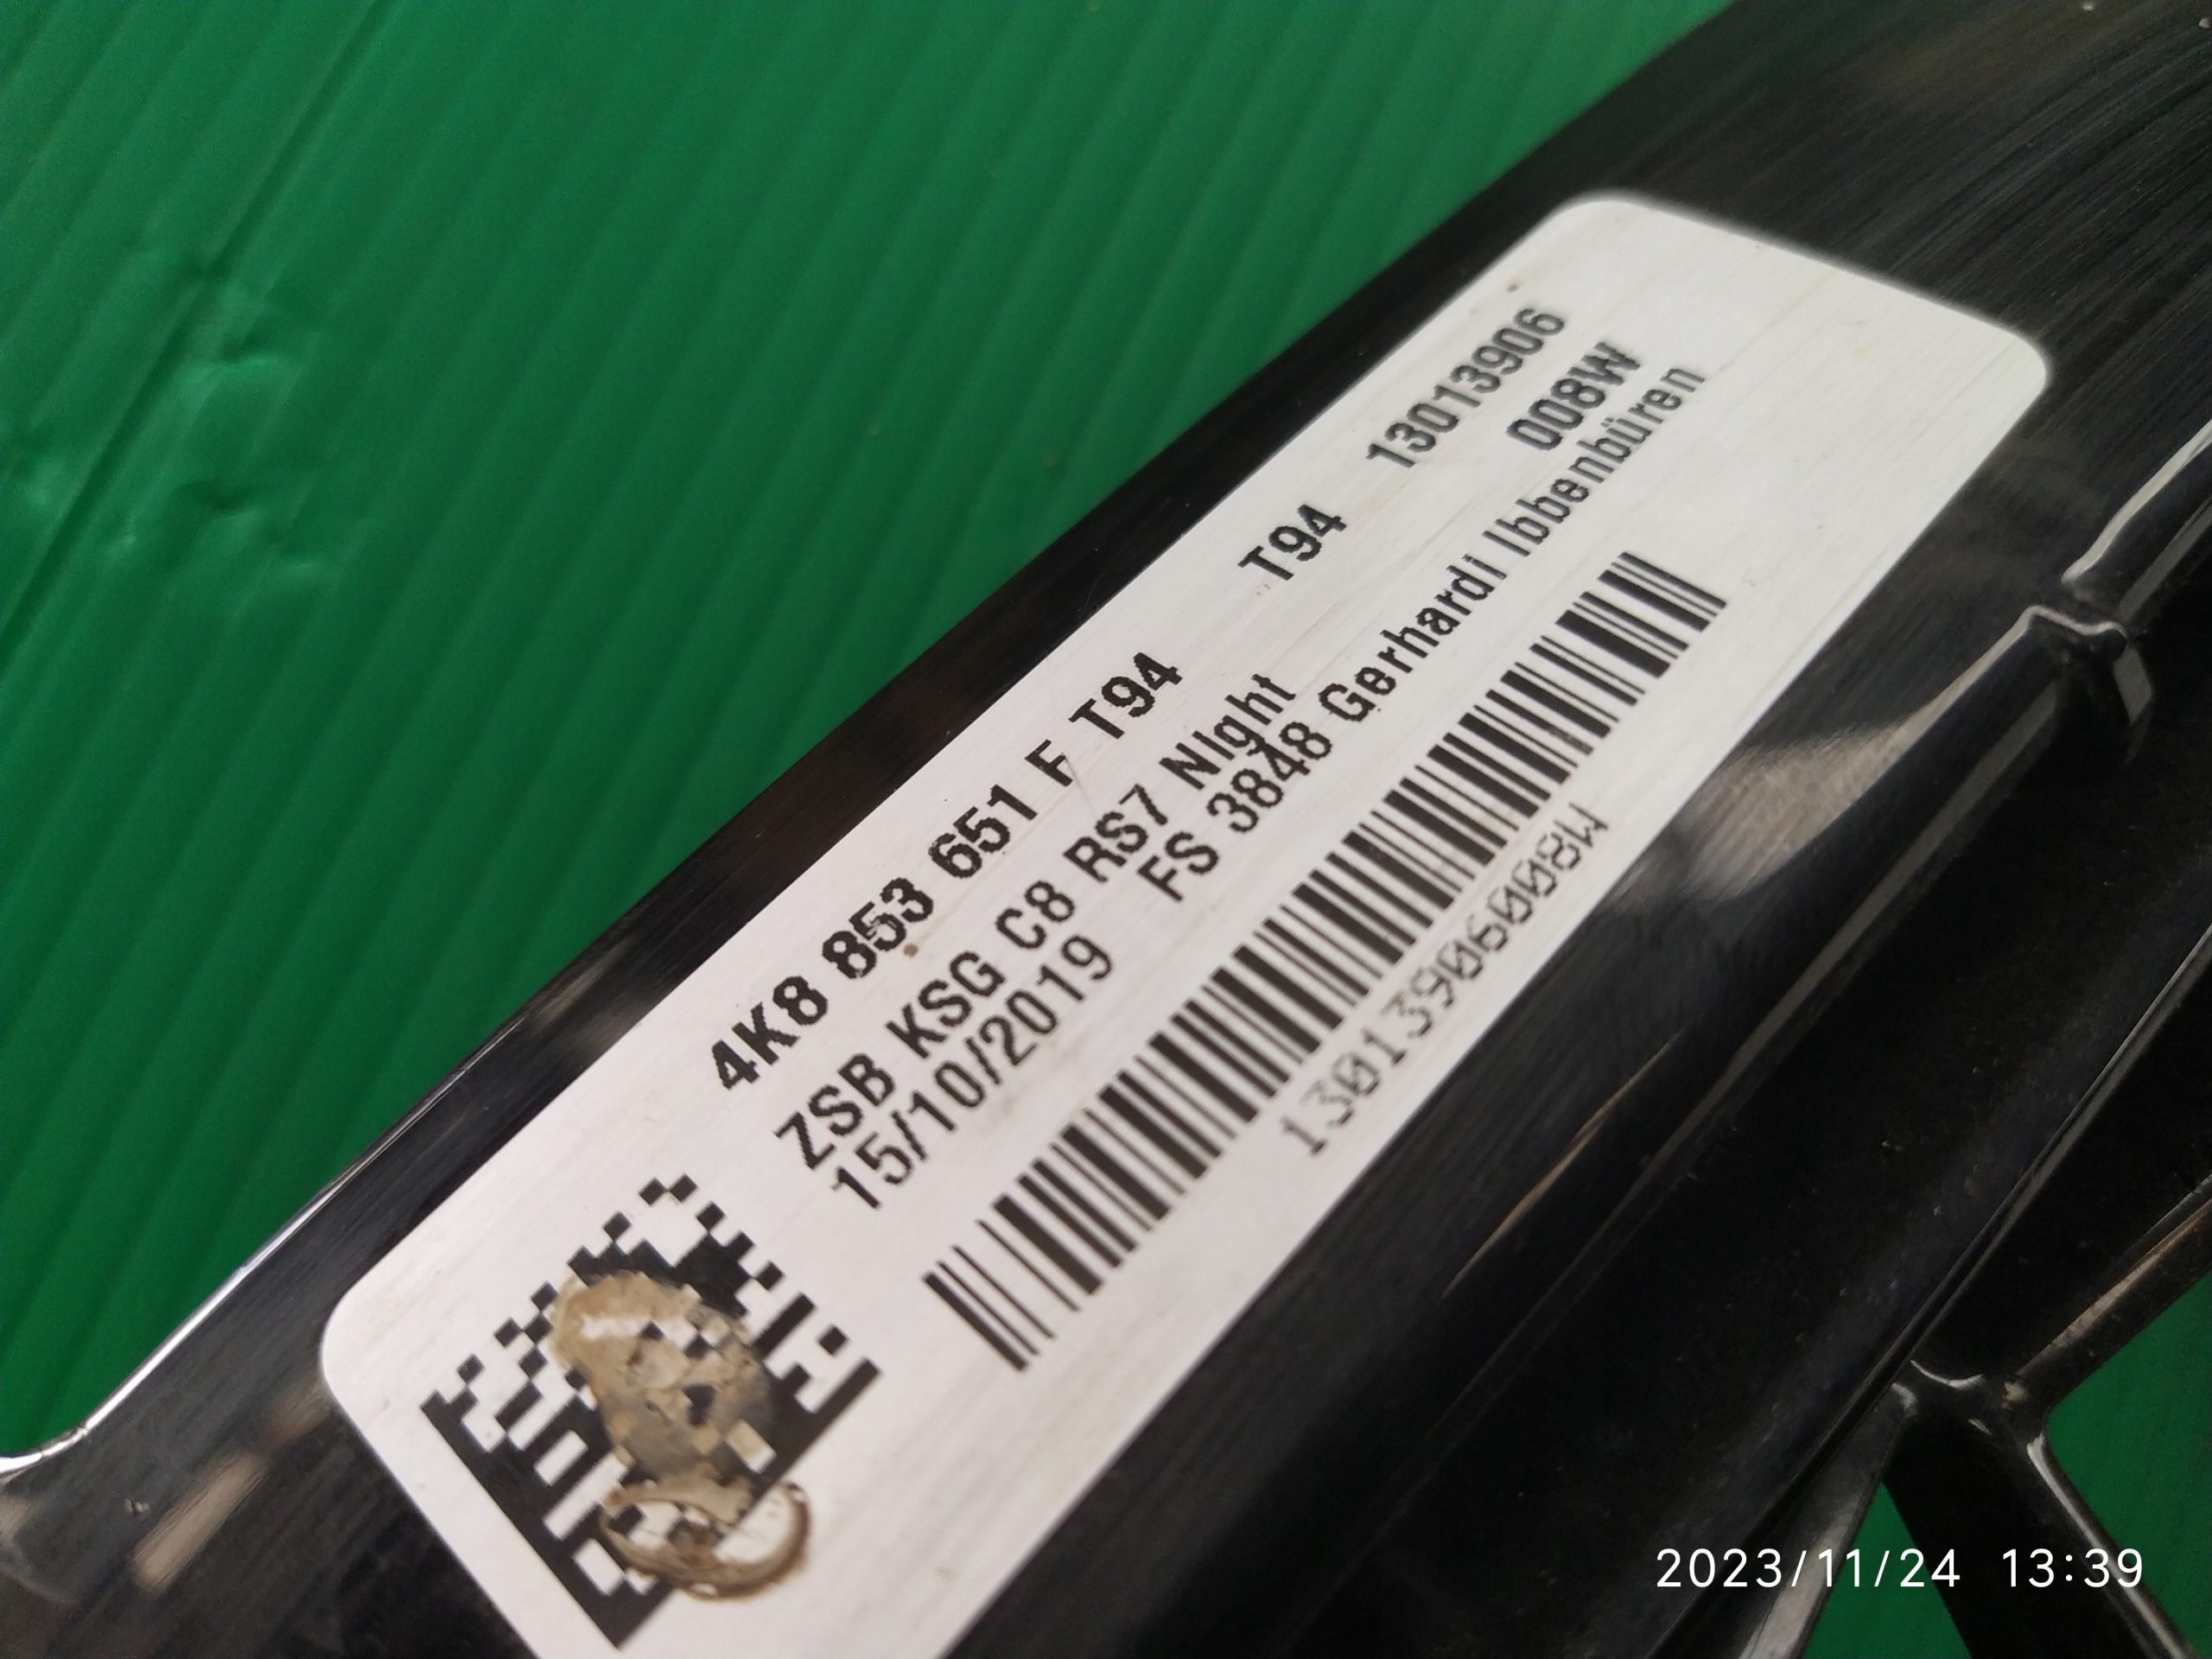 4K8 853 651 F T94 T94 13013906
ZSB KSG C8 RS7 Night 008W
15/10/2019 FS 3848 Gerhardi Ibbenbüren
13013906008W
2023/11/24 13:39